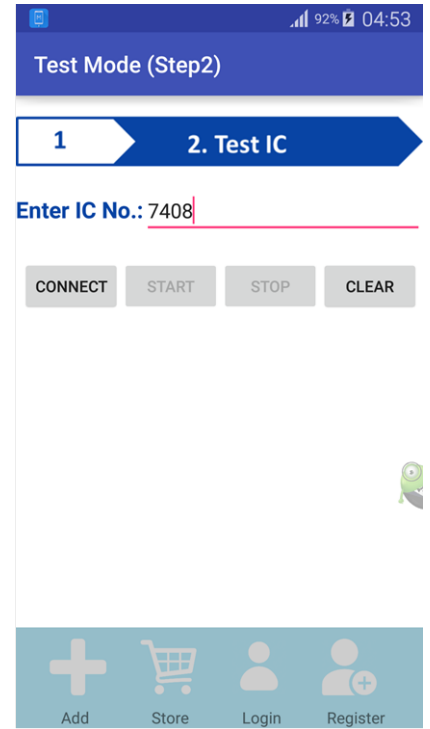 92% 04:53
Test Mode (Step2)
1 2. Test IC
Enter IC No.: 7408
CONNECT START STOP CLEAR
Add Store Login Register